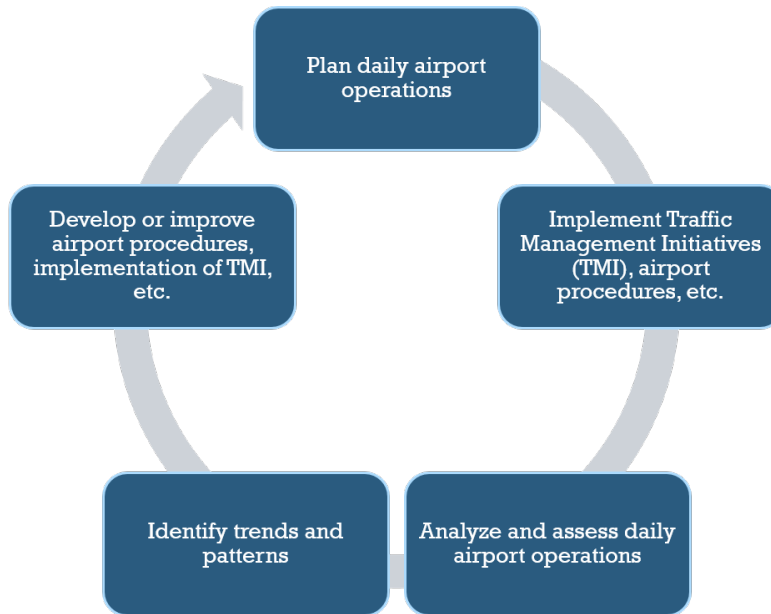 Plan daily airport
operations
Implement Traffic
Management Initiatives
(TMI), airport
procedures, etc.
Analyze and assess daily
airport operations
Identify trends and
patterns
Develop or improve
airport procedures,
implementation of TMI,
etc.